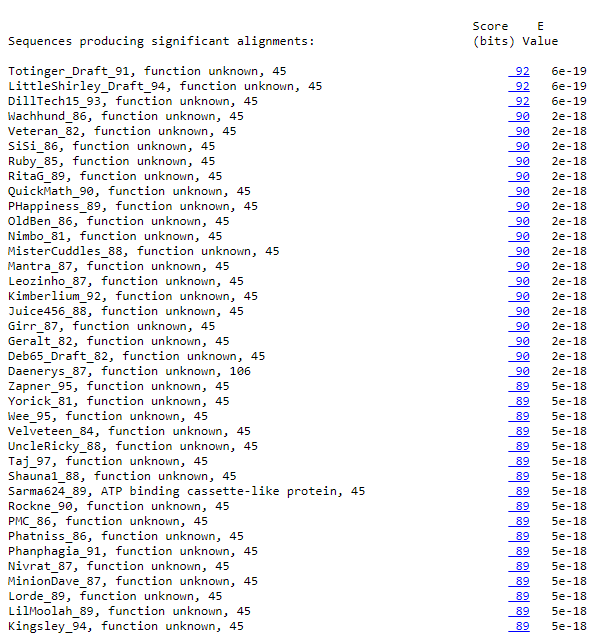 Score E
Sequences producing significant alignments: (bits) Value
Totinger_Draft_91, function unknown, 45 92 6e-19
LittleShirley_Draft_94, function unknown, 45 92 6e-19
DillTech15_93, function unknown, 45 92 6e-19
Wachhund_86, function unknown, 45 90 2e-18
Veteran_82, function unknown, 45 90 2e-18
SiSi_86, function unknown, 45 90 2e-18
Ruby_85, function unknown, 45 90 2e-18
RitaG_89, function unknown, 45 90 2e-18
QuickMath_90, function unknown, 45 90 2e-18
PHappiness_89, function unknown, 45 90 2e-18
OldBen_86, function unknown, 45 90 2e-18
Nimbo_81, function unknown, 45 90 2e-18
MisterCuddles_88, function unknown, 45 90 2e-18
Mantra_87, function unknown, 45 90 2e-18
Leozinho_87, function unknown, 45 90 2e-18
Kimberlium_92, function unknown, 45 90 2e-18
Juice456_88, function unknown, 45 90 2e-18
Girr_87, function unknown, 45 90 2e-18
Geralt_82, function unknown, 45 90 2e-18
Deb65_Draft_82, function unknown, 45 90 2e-18
Daenerys_87, function unknown, 106 90 2e-18
Zapner_95, function unknown, 45 89 5e-18
Yorick_81, function unknown, 45 89 5e-18
Wee_95, function unknown, 45 89 5e-18
Velveteen_84, function unknown, 45 89 5e-18
UncleRicky_88, function unknown, 45 89 5e-18
Taj_97, function unknown, 45 89 5e-18
Shauna1_88, function unknown, 45 89 5e-18
Sarma624_89, ATP binding cassette-like protein, 45 89 5e-18
Rockne_90, function unknown, 45 89 5e-18
PMC_86, function unknown, 45 89 5e-18
Phatniss_86, function unknown, 45 89 5e-18
Phanphagia_91, function unknown, 45 89 5e-18
Nivrat_87, function unknown, 45 89 5e-18
MinionDave_87, function unknown, 45 89 5e-18
Lorde_89, function unknown, 45 89 5e-18
LilMoolah_89, function unknown, 45 89 5e-18
Kingsley_94, function unknown, 45 89 5e-18